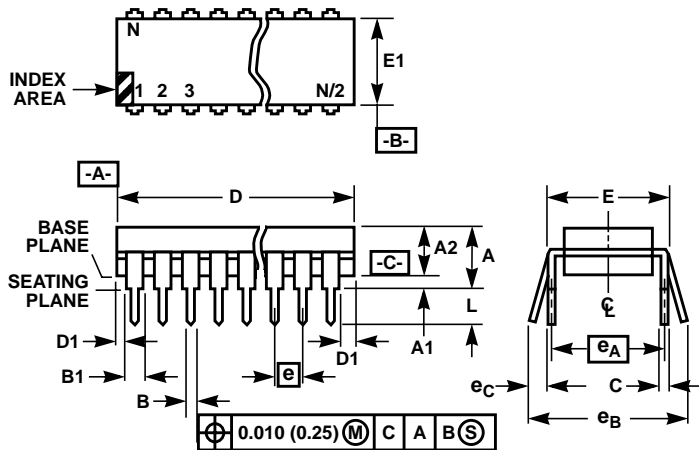 N
E1
INDEX
AREA
1 2 3 N/2
-B-
-A-
D
E
BASE
PLANE
A2
A
-C-
SEATING
PLANE
L
℄
D1
A1
D1
eA
B1
e
eC
C
B
eB
⌖ 0.010 (0.25) Ⓜ C A B Ⓢ